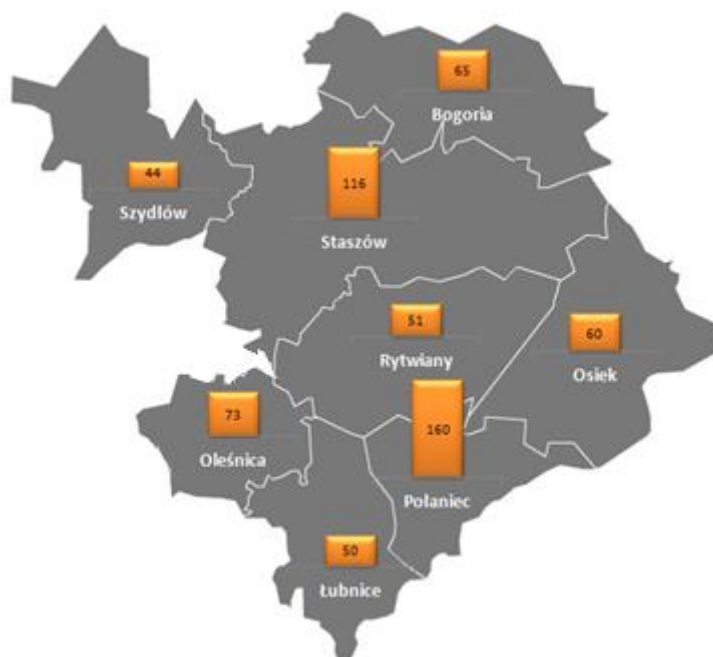 65
Bogoria
44
Szydłów
116
Staszów
51
Rytwiany
60
Osiek
73
Oleśnica
160
Połaniec
50
Łubnice